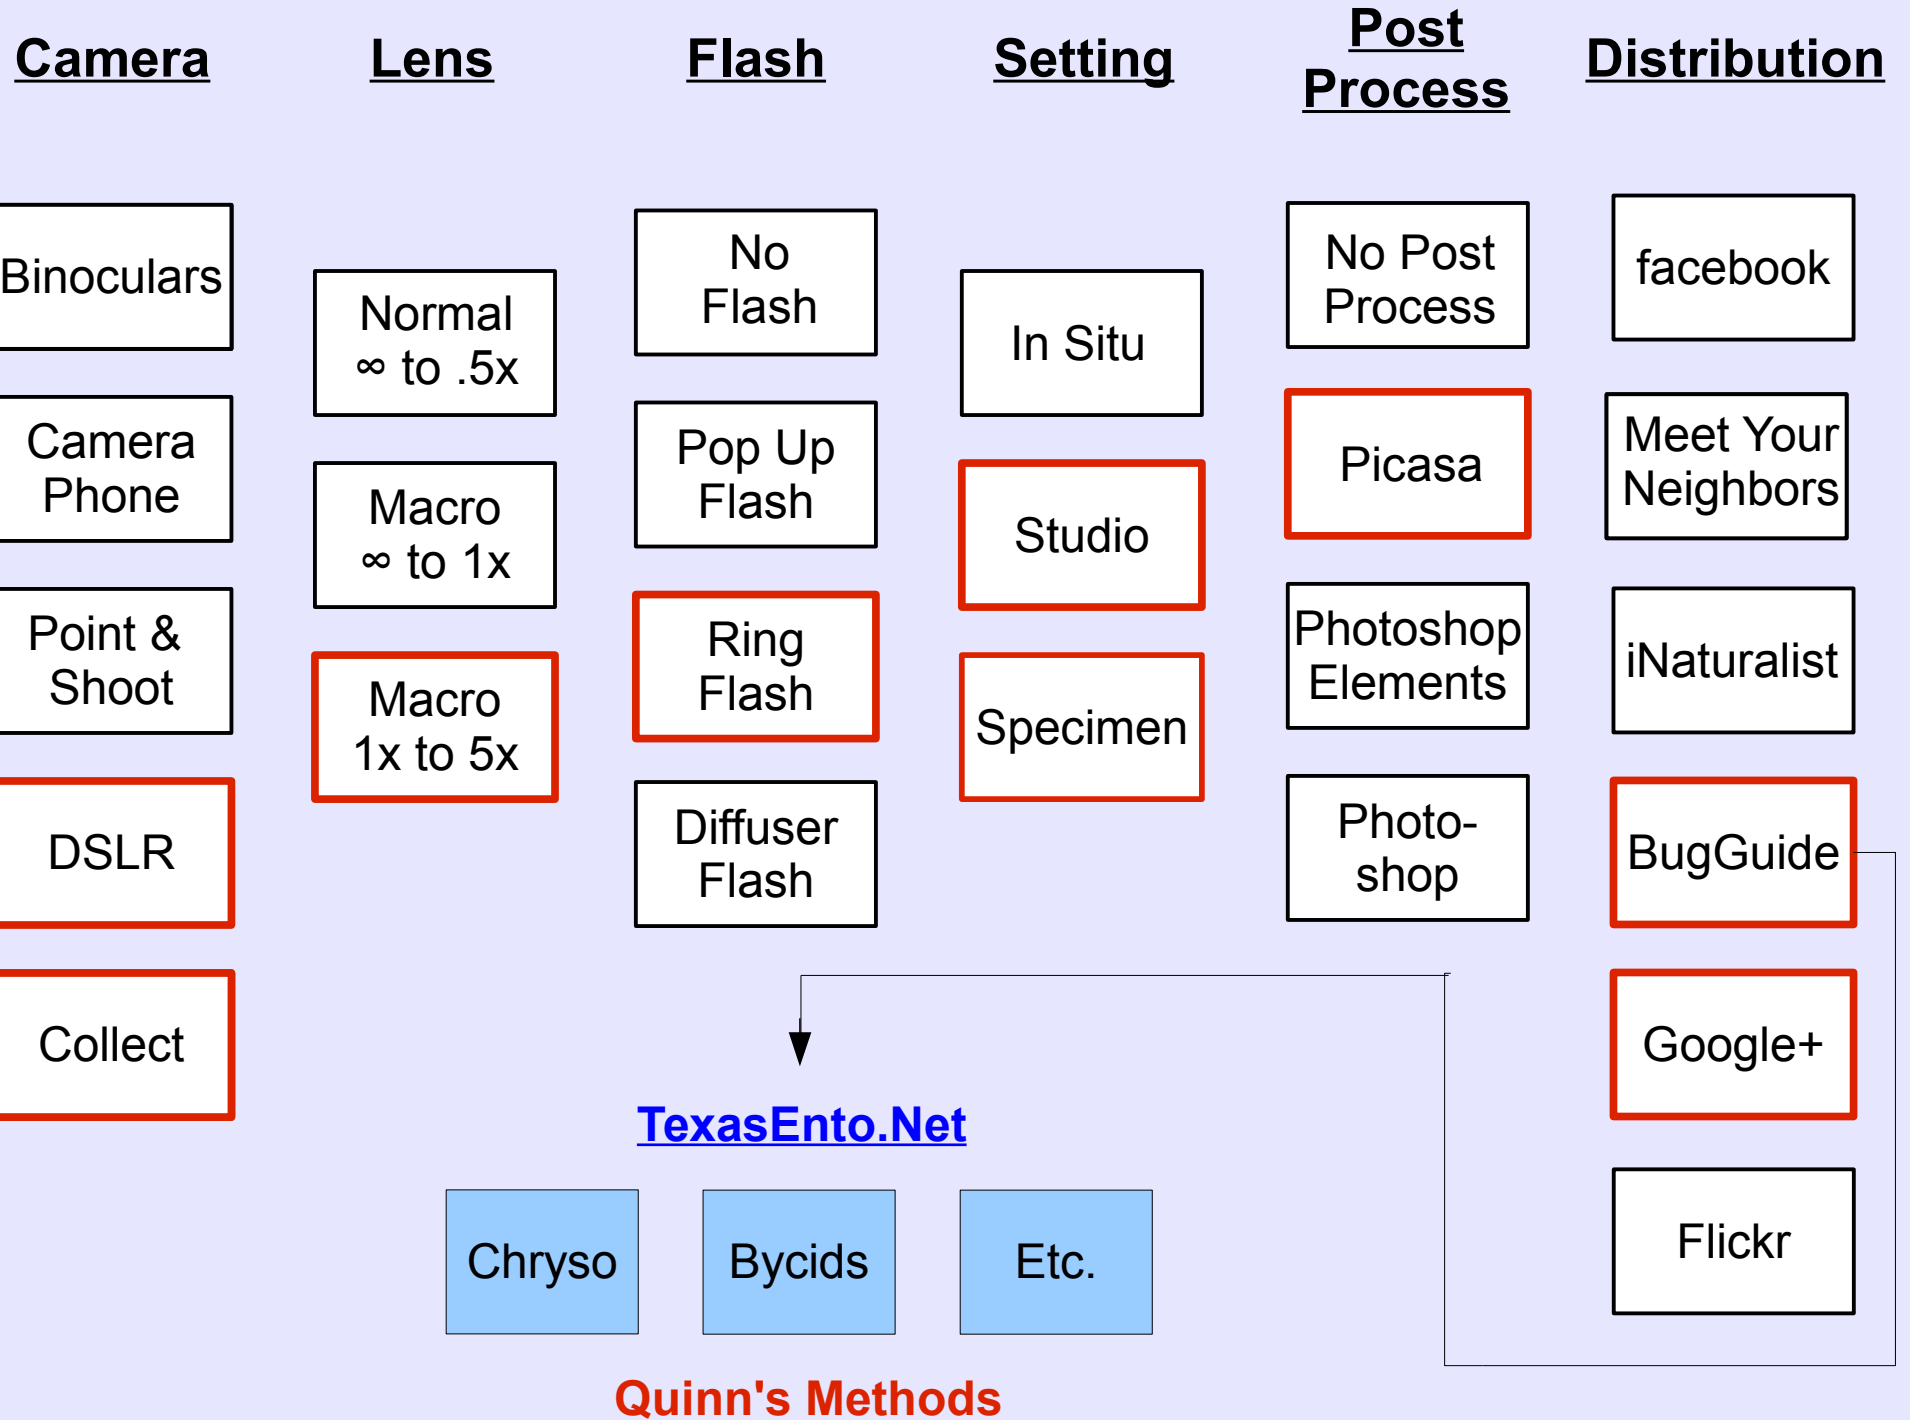 Camera
Lens
Flash
Setting
Post
Process
Distribution
Binoculars
Camera
Phone
Point &
Shoot
DSLR
Collect
Normal
∞ to .5x
Macro
∞ to 1x
Macro
1x to 5x
No
Flash
Pop Up
Flash
Ring
Flash
Diffuser
Flash
In Situ
Studio
Specimen
No Post
Process
Picasa
Photoshop
Elements
Photo-
shop
facebook
Meet Your
Neighbors
iNaturalist
BugGuide
Google+
Flickr
TexasEnto.Net
Chryso
Bycids
Etc.
Quinn's Methods